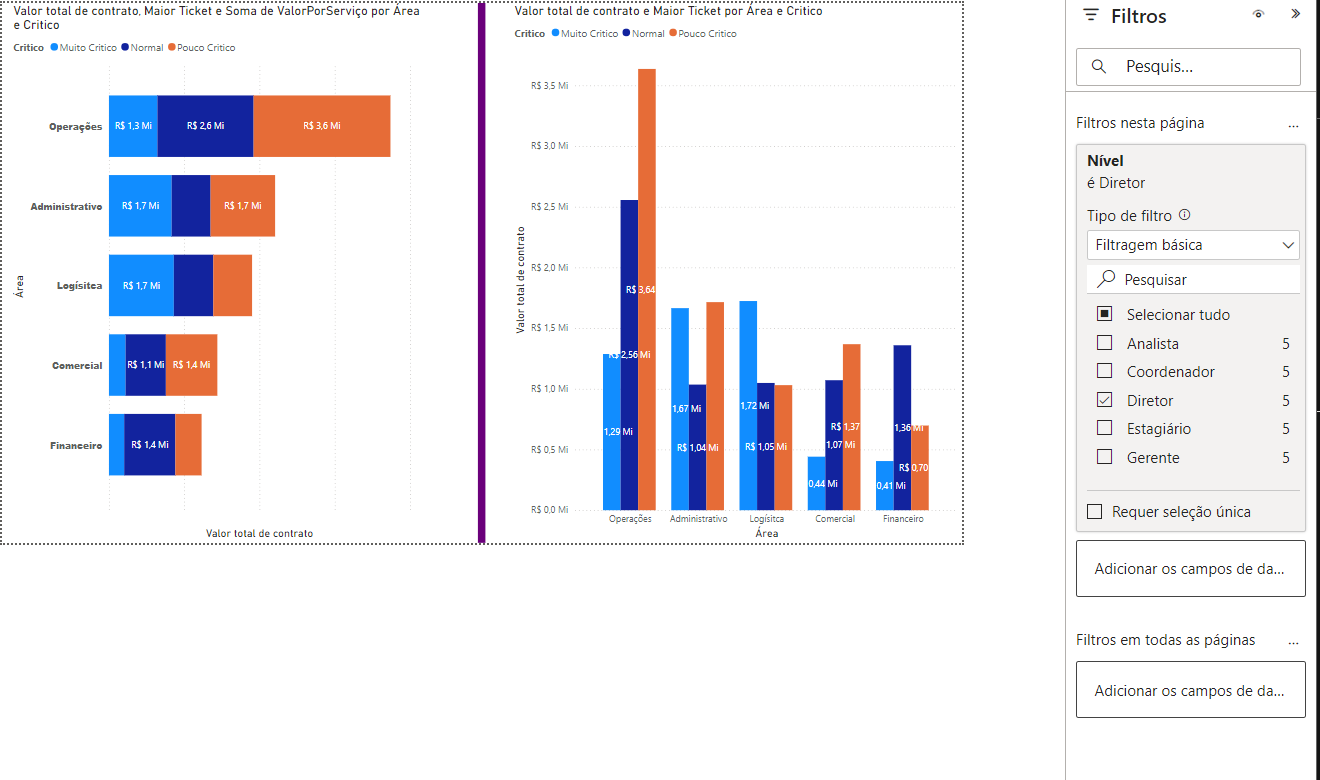 Valor total de contrato, Maior Ticket e Soma de ValorPorServiço por Área
e Critico
Critico Muito Critico Normal Pouco Critico
Área
Operações
R$ 1,3 Mi R$ 2,6 Mi R$ 3,6 Mi
Administrativo
R$ 1,7 Mi R$ 1,7 Mi
Logísitca
R$ 1,7 Mi
Comercial
R$ 1,1 Mi R$ 1,4 Mi
Financeiro
R$ 1,4 Mi
Valor total de contrato
Valor total de contrato e Maior Ticket por Área e Critico
Critico Muito Critico Normal Pouco Critico
Valor total de contrato
R$ 3,5 Mi
R$ 3,0 Mi
R$ 2,5 Mi
R$ 2,0 Mi
R$ 1,5 Mi
R$ 1,0 Mi
R$ 0,5 Mi
R$ 0,0 Mi
R$ 3,64
R$ 2,56 Mi
1,29 Mi
1,67 Mi
R$ 1,04 Mi
1,72 Mi
R$ 1,05 Mi
R$ 1,37
1,07 Mi
0,44 Mi
1,36 Mi
R$ 0,70
0,41 Mi
Operações Administrativo Logísitca Comercial Financeiro
Área
Filtros
Pesquis...
Filtros nesta página ...
Nível
é Diretor
Tipo de filtro
Filtragem básica
Pesquisar
Selecionar tudo
Analista 5
Coordenador 5
Diretor 5
Estagiário 5
Gerente 5
Requer seleção única
Adicionar os campos de da...
Filtros em todas as páginas ...
Adicionar os campos de da...